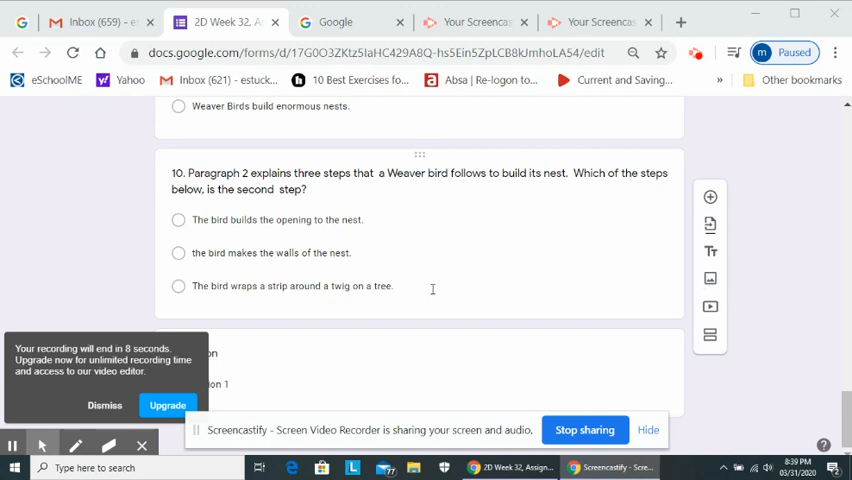 Inbox (659) - es
2D Week 32, Ass
Google
Your Screencas
Your Screencas
docs.google.com/forms/d/17G0O3ZKtz5IaHC429A8Q-hs5Ein5ZpLCB8kJmhoLA54/edit
m Paused
eSchoolME
Yahoo
Inbox (621) - estuck...
10 Best Exercises fo...
Absa | Re-logon to...
Current and Saving...
»
Other bookmarks
Weaver Birds build enormous nests.
10. Paragraph 2 explains three steps that a Weaver bird follows to build its nest. Which of the steps
below, is the second step?
The bird builds the opening to the nest.
the bird makes the walls of the nest.
The bird wraps a strip around a twig on a tree.
Your recording will end in 8 seconds.
Upgrade now for unlimited recording time
and access to our video editor.
Dismiss
Upgrade
on
ion 1
Screencastify - Screen Video Recorder is sharing your screen and audio.
Stop sharing
Hide
Type here to search
77
2D Week 32, Assign...
Screencastify - Scre...
8:39 PM
03/31/2020
2